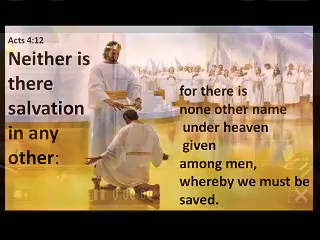 Acts 4:12
Neither is
there
salvation
in any
other:
for there is
none other name
under heaven
given
among men,
whereby we must be
saved.